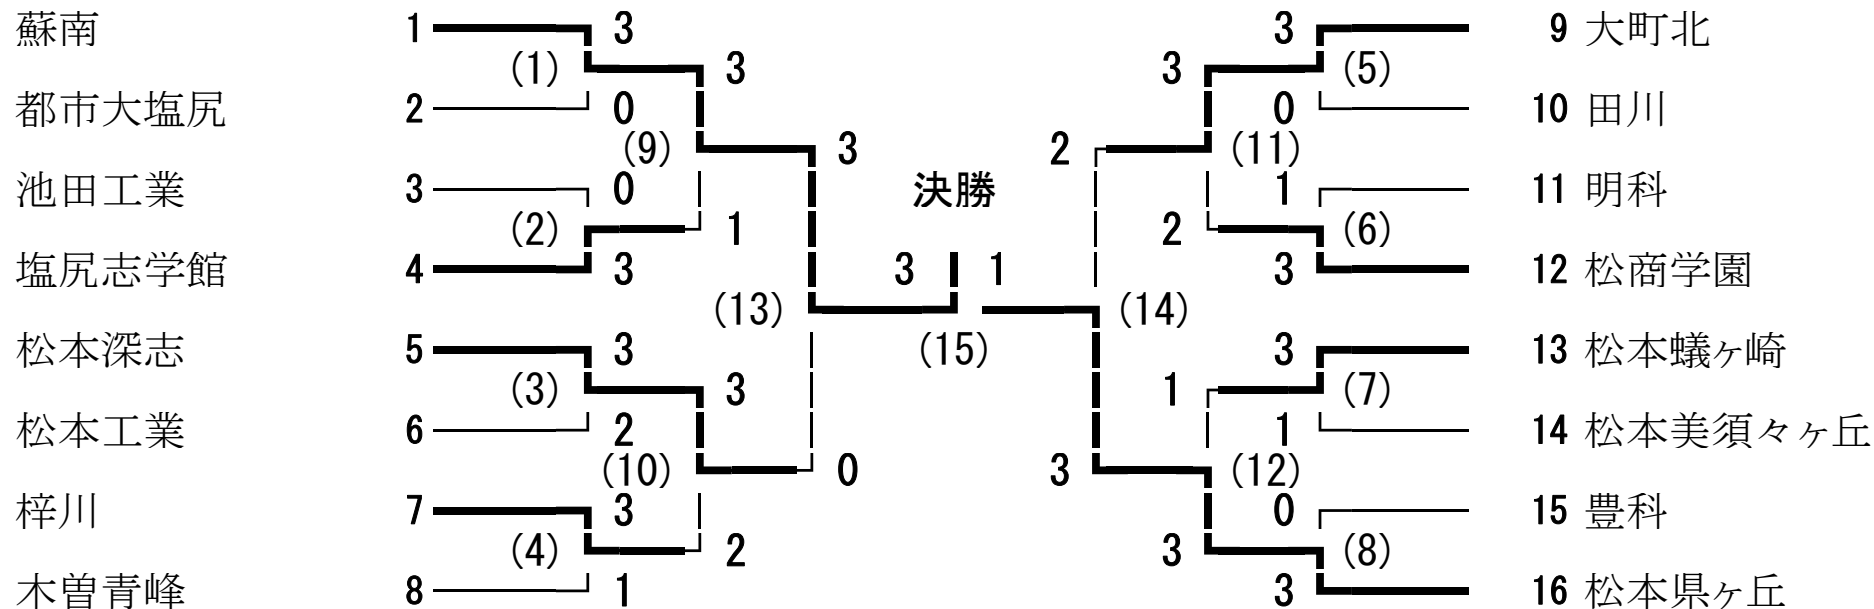 蘇南 1 3 3 9 大町北
(1) 3 3 (5)
都市大塩尻 2 0 0 10 田川
(9) 3 2 (11)
池田工業 3 0 決勝 1 11 明科
(2) 1 2 (6)
塩尻志学館 4 3 3 1 3 12 松商学園
(13) (14)
松本深志 5 3 (15) 3 13 松本蟻ヶ崎
(3) 3 1 (7)
松本工業 6 2 1 14 松本美須々ヶ丘
(10) 0 3 (12)
梓川 7 3 0 15 豊科
(4) 2 3 (8)
木曽青峰 8 1 3 16 松本県ヶ丘